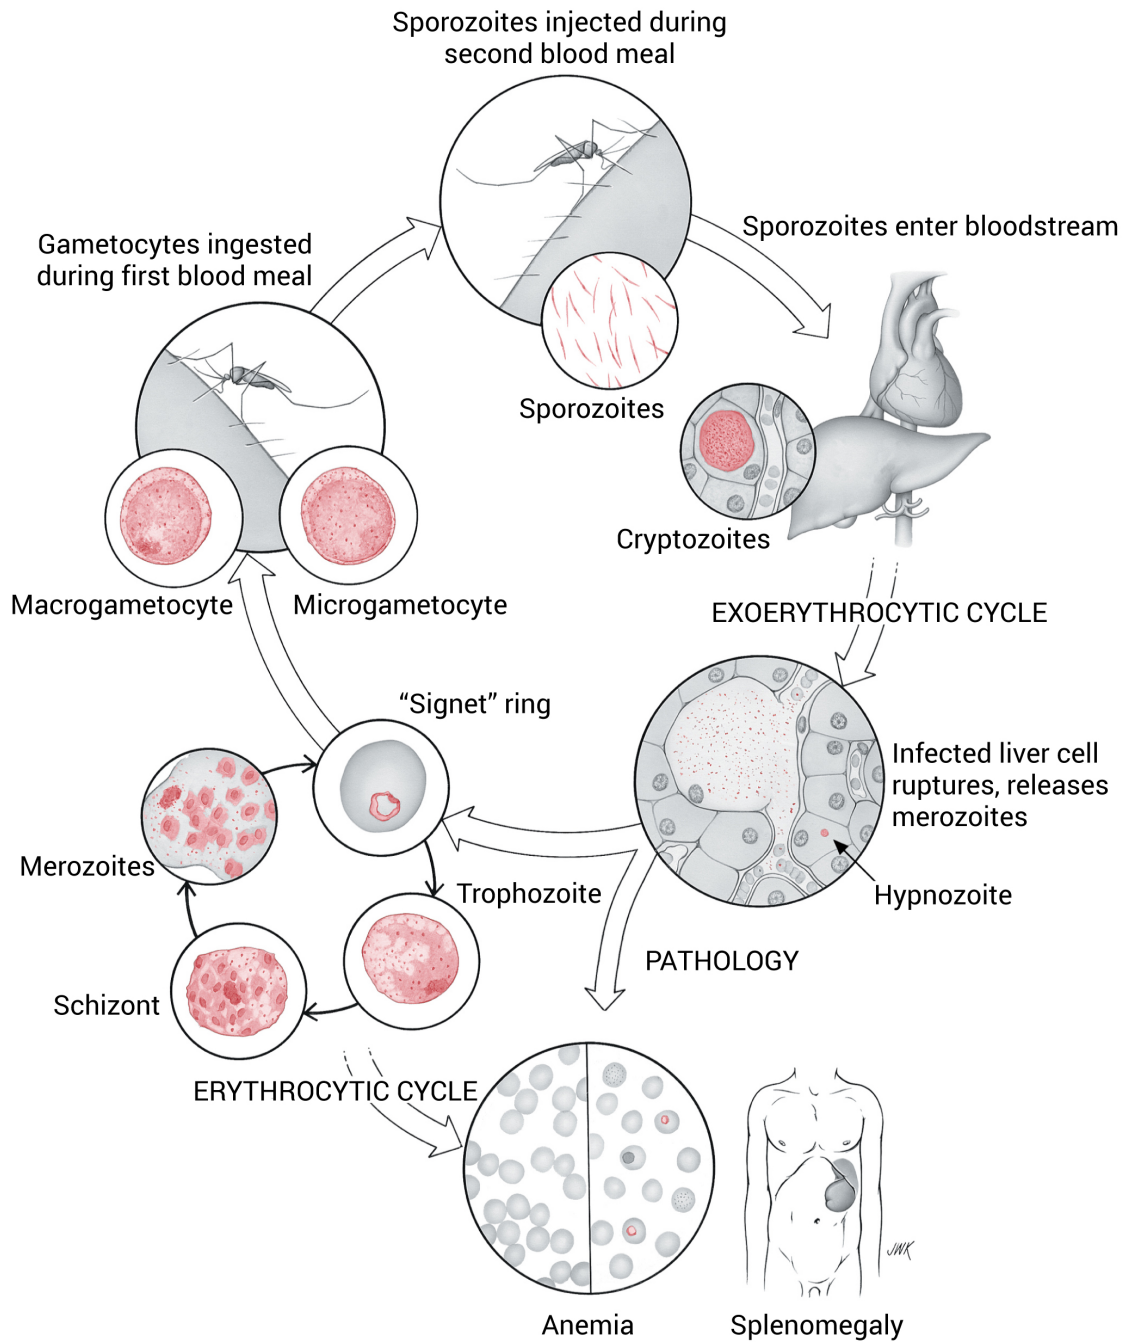 Sporozoites injected during
second blood meal
Sporozoites enter bloodstream
Gametocytes ingested
during first blood meal
Sporozoites
Cryptozoites
Macrogametocyte
Microgametocyte
EXOERYTHROCYTIC CYCLE
“Signet” ring
Infected liver cell
ruptures, releases
merozoites
Merozoites
Trophozoite
Hypnozoite
PATHOLOGY
Schizont
ERYTHROCYTIC CYCLE
JWK
Anemia
Splenomegaly